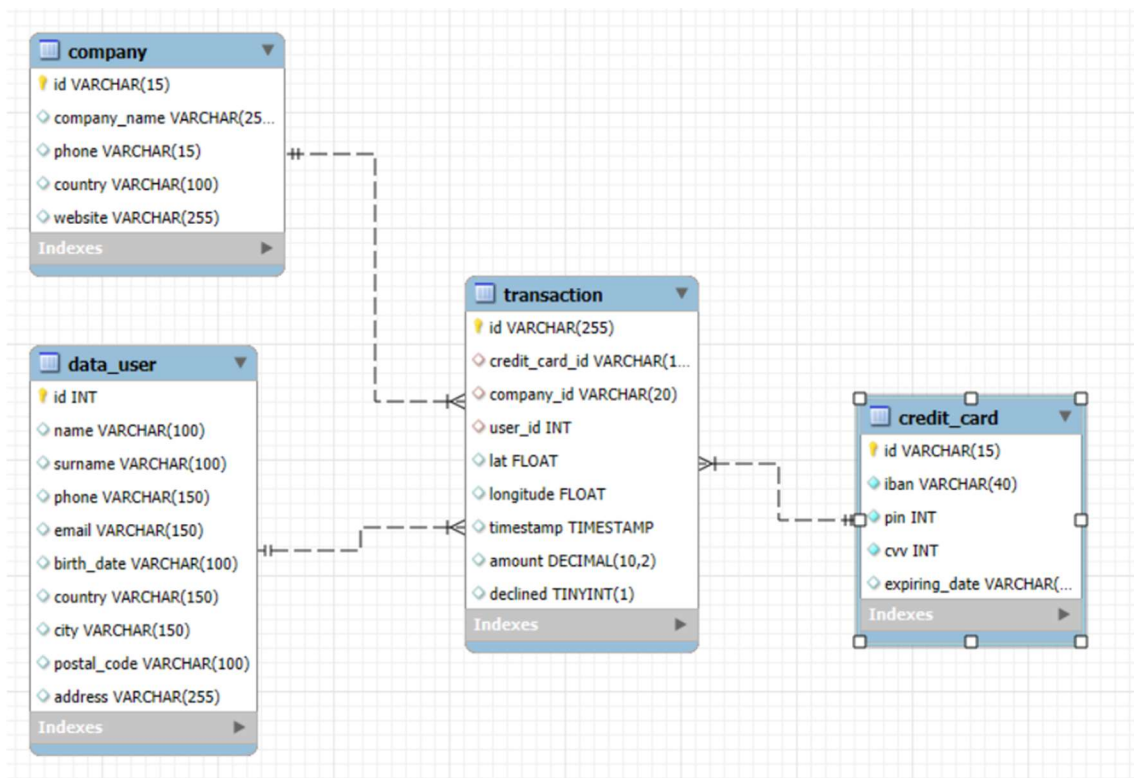 company
id VARCHAR(15)
company_name VARCHAR(25...
phone VARCHAR(15)
country VARCHAR(100)
website VARCHAR(255)
Indexes
data_user
id INT
name VARCHAR(100)
surname VARCHAR(100)
phone VARCHAR(150)
email VARCHAR(150)
birth_date VARCHAR(100)
country VARCHAR(150)
city VARCHAR(150)
postal_code VARCHAR(100)
address VARCHAR(255)
Indexes
transaction
id VARCHAR(255)
credit_card_id VARCHAR(1...
company_id VARCHAR(20)
user_id INT
lat FLOAT
longitude FLOAT
timestamp TIMESTAMP
amount DECIMAL(10,2)
declined TINYINT(1)
Indexes
credit_card
id VARCHAR(15)
iban VARCHAR(40)
pin INT
cvv INT
expiring_date VARCHAR(...
Indexes